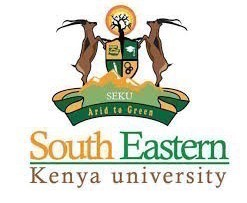 SEKU
Arid to Green
South Eastern
Kenya university